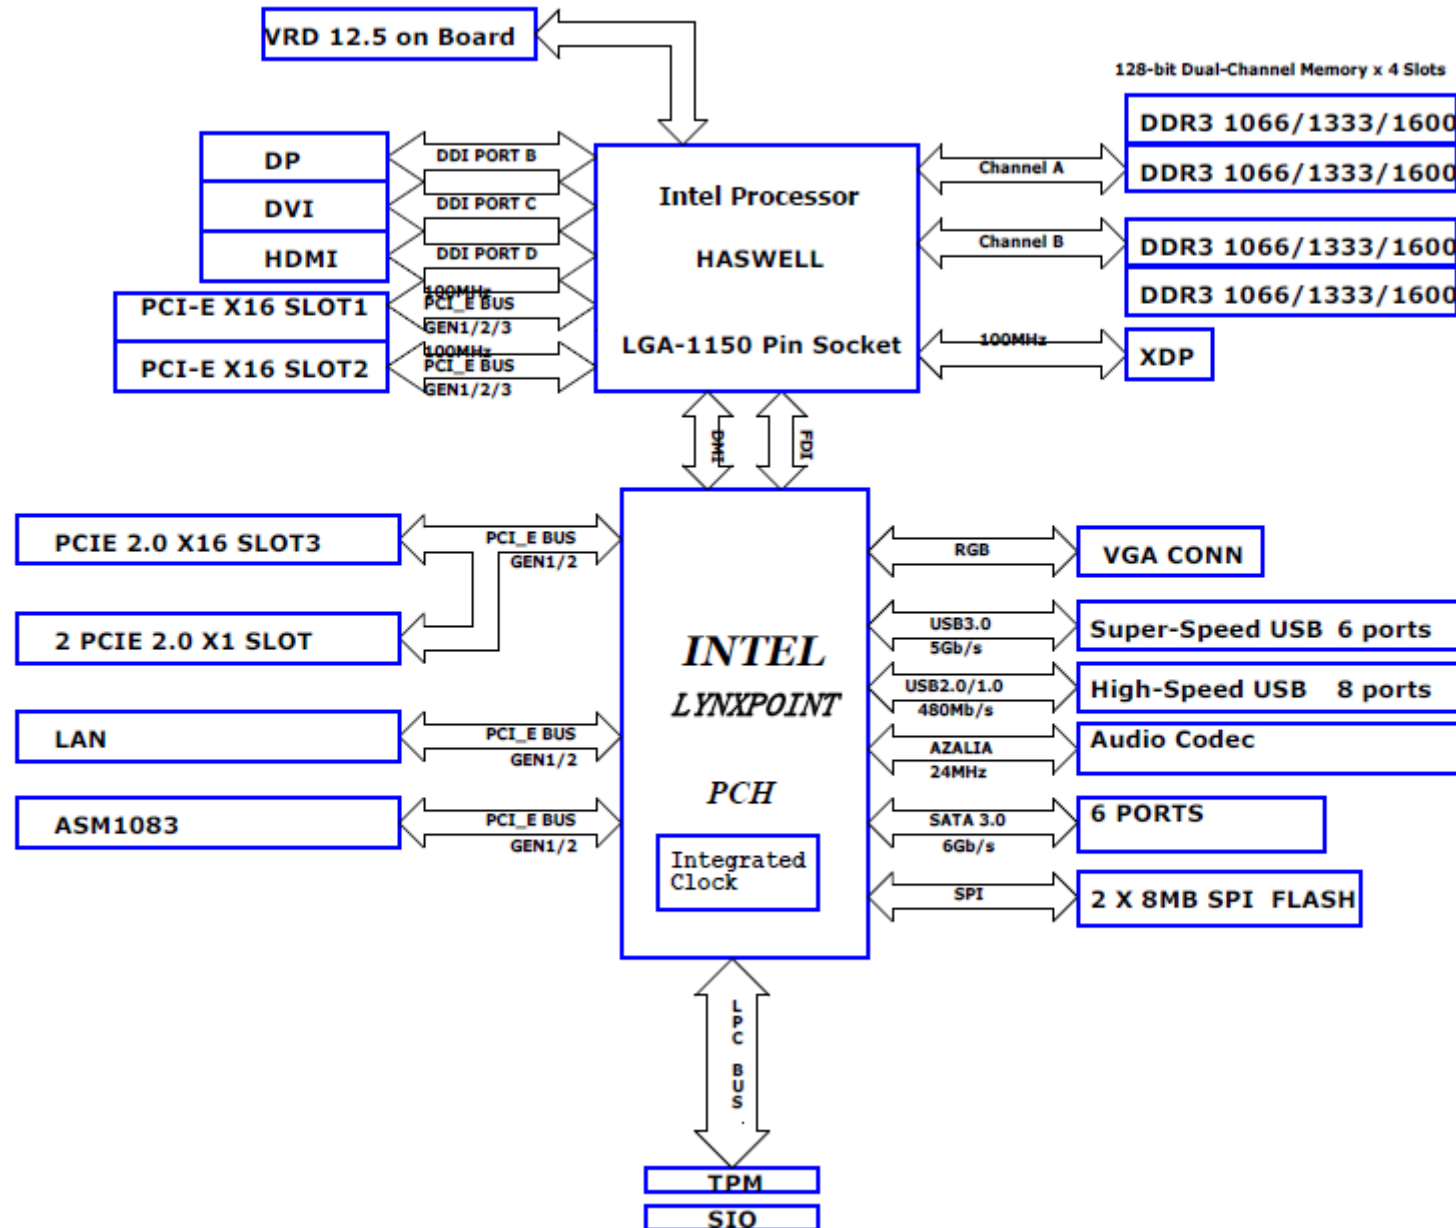 VRD 12.5 on Board
128-bit Dual-Channel Memory x 4 Slots
DP
DDI PORT B
DVI
DDI PORT C
HDMI
DDI PORT D
PCI-E X16 SLOT1
100MHz
PCI_E BUS
GEN1/2/3
PCI-E X16 SLOT2
100MHz
PCI_E BUS
GEN1/2/3
Intel Processor
HASWELL
LGA-1150 Pin Socket
Channel A
DDR3 1066/1333/1600
DDR3 1066/1333/1600
Channel B
DDR3 1066/1333/1600
DDR3 1066/1333/1600
100MHz
XDP
DMI
FDI
PCIE 2.0 X16 SLOT3
PCI_E BUS
GEN1/2
2 PCIE 2.0 X1 SLOT
LAN
PCI_E BUS
GEN1/2
ASM1083
PCI_E BUS
GEN1/2
INTEL
LYNXPOINT
PCH
Integrated
Clock
RGB
VGA CONN
USB3.0
5Gb/s
Super-Speed USB 6 ports
USB2.0/1.0
480Mb/s
High-Speed USB 8 ports
AZALIA
24MHz
Audio Codec
SATA 3.0
6Gb/s
6 PORTS
SPI
2 X 8MB SPI FLASH
LPC BUS
TPM
SIO